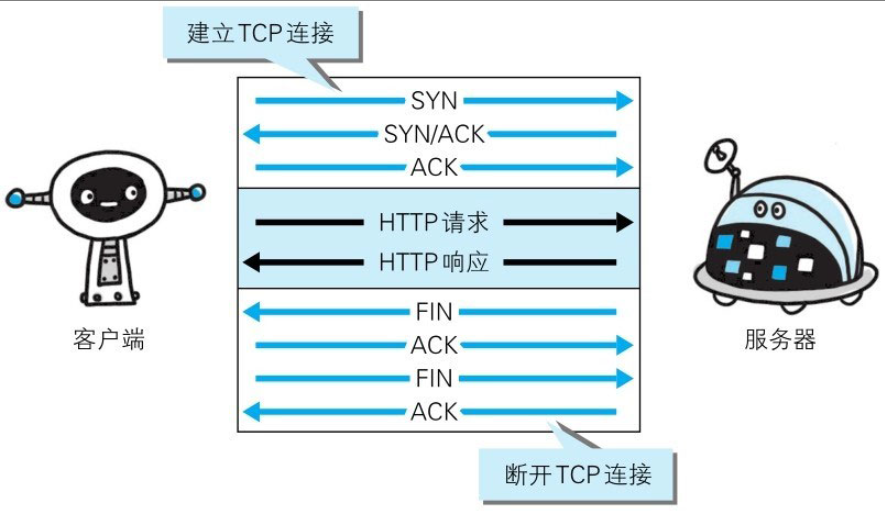 建立TCP连接
SYN
SYN/ACK
ACK
HTTP请求
HTTP响应
FIN
ACK
FIN
ACK
客户端
服务器
断开TCP连接